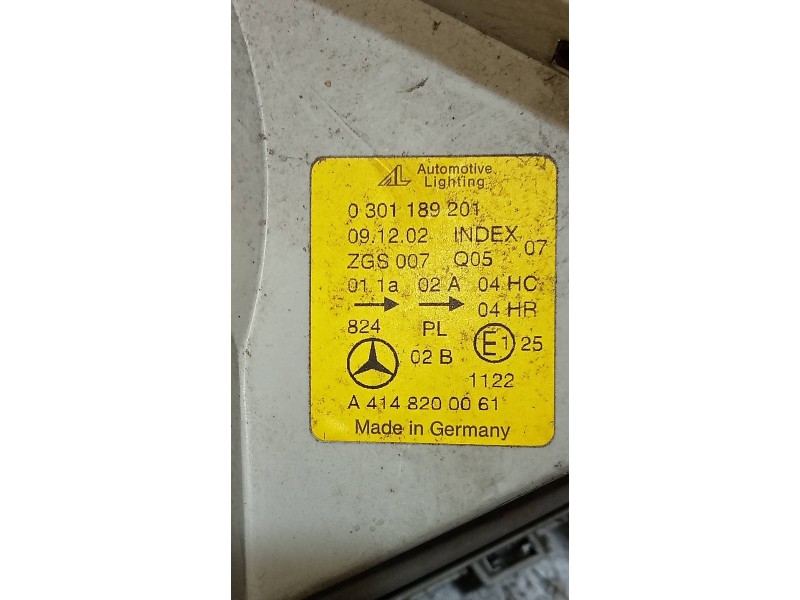 AL Automotive
Lighting
0 301 189 201
09.12.02 INDEX 07
ZGS 007 Q05
01 1a 02 A 04 HC
→ → 04 HR
824 PL
02 B E1 25
1122
A 414 820 00 61
Made in Germany